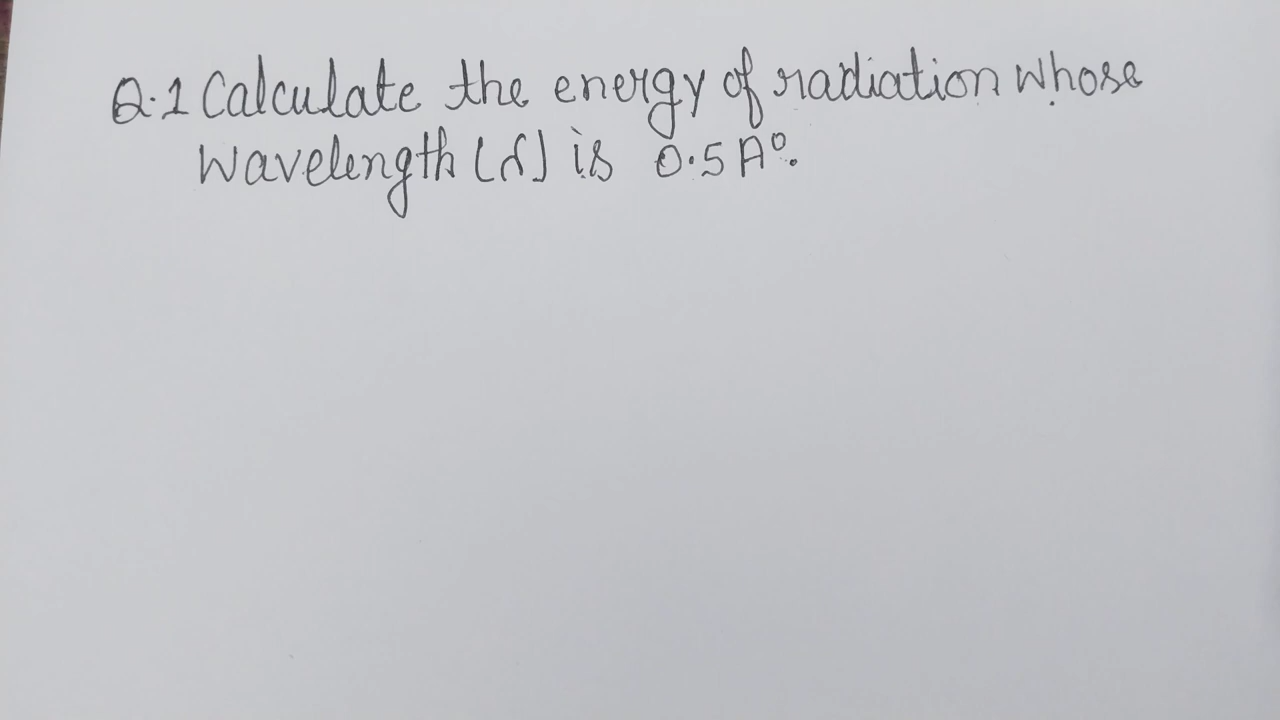 Q.1 Calculate the energy of radiation whose
wavelength (λ) is 0.5 A°.